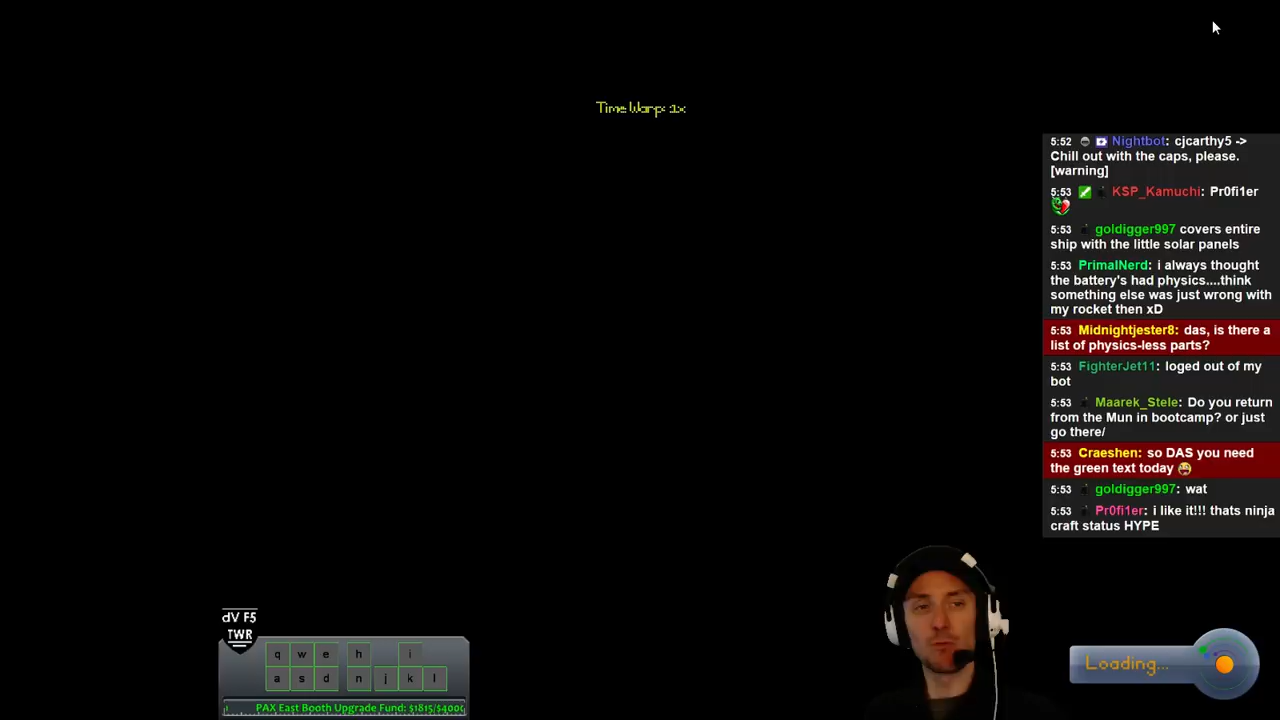 Time Warp: 1x
5:52 Nightbot: cjcarthy5 ->
Chill out with the caps, please.
[warning]
5:53 KSP_Kamuchi: Pr0fi1er
5:53 goldigger997 covers entire
ship with the little solar panels
5:53 PrimalNerd: i always thought
the battery's had physics....think
something else was just wrong with
my rocket then xD
5:53 Midnightjester8: das, is there a
list of physics-less parts?
5:53 FighterJet11: loged out of my
bot
5:53 Maarek_Stele: Do you return
from the Mun in bootcamp? or just
go there/
5:53 Craeshen: so DAS you need
the green text today
5:53 goldigger997: wat
5:53 Pr0fi1er: i like it!!! thats ninja
craft status HYPE
dV F5
TWR
q w e h i
a s d n j k l
PAX East Booth Upgrade Fund: $1815/$4000
Loading...